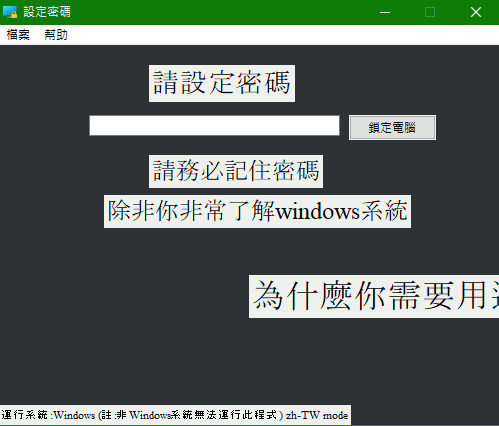 設定密碼
檔案 幫助
請設定密碼
鎖定電腦
請務必記住密碼
除非你非常了解windows系統
為什麼你需要用
運行系統:Windows (註:非 Windows系統無法運行此程式) zh-TW mode